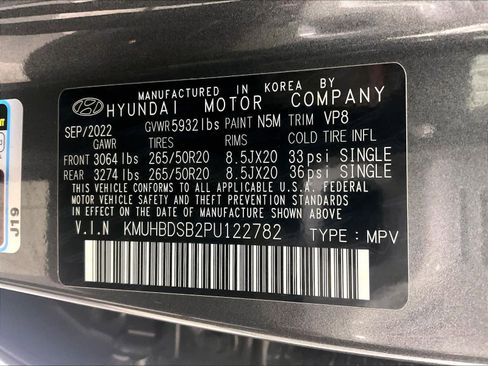 MANUFACTURED IN KOREA BY
HYUNDAI MOTOR COMPANY
SEP/2022 GVWR 5932lbs PAINT N5M TRIM VP8
GAWR TIRES RIMS COLD TIRE INFL
FRONT 3064lbs 265/50R20 8.5JX20 33psi SINGLE
REAR 3274lbs 265/50R20 8.5JX20 36psi SINGLE
THIS VEHICLE CONFORMS TO ALL APPLICABLE U.S.A. FEDERAL
MOTOR VEHICLE SAFETY AND THEFT PREVENTION STANDARDS IN
EFFECT ON THE DATE OF MANUFACTURE SHOWN ABOVE.
V.I.N KMUHBDSB2PU122782 TYPE : MPV
J19